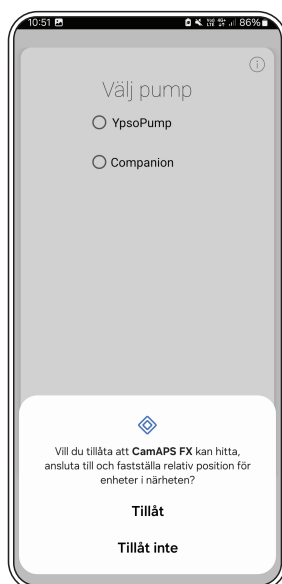 10:51 86%
Välj pump
YpsoPump
Companion
Vill du tillåta att CamAPS FX kan hitta,
ansluta till och fastställa relativ position för
enheter i närheten?
Tillåt
Tillåt inte